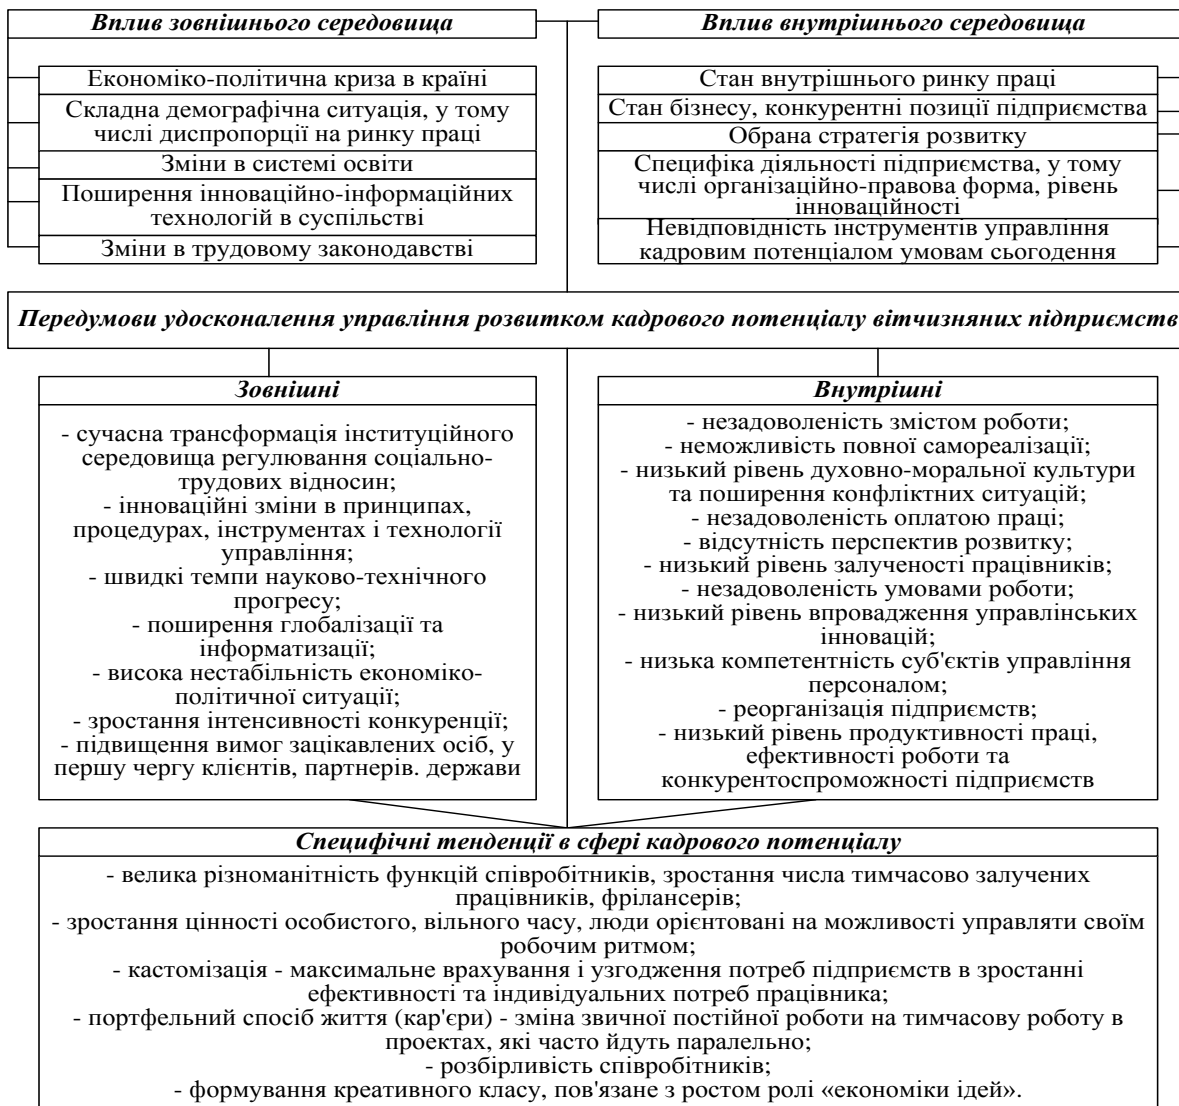 Вплив зовнішнього середовища
Економіко-політична криза в країні
Складна демографічна ситуація, у тому
числі диспропорції на ринку праці
Зміни в системі освіти
Поширення інноваційно-інформаційних
технологій в суспільстві
Зміни в трудовому законодавстві
Вплив внутрішнього середовища
Стан внутрішнього ринку праці
Стан бізнесу, конкурентні позиції підприємства
Обрана стратегія розвитку
Специфіка діяльності підприємства, у тому
числі організаційно-правова форма, рівень
інноваційності
Невідповідність інструментів управління
кадровим потенціалом умовам сьогодення
Передумови удосконалення управління розвитком кадрового потенціалу вітчизняних підприємств
Зовнішні
- сучасна трансформація інституційного
середовища регулювання соціально-
трудових відносин;
- інноваційні зміни в принципах,
процедурах, інструментах і технології
управління;
- швидкі темпи науково-технічного
прогресу;
- поширення глобалізації та
інформатизації;
- висока нестабільність економіко-
політичної ситуації;
- зростання інтенсивності конкуренції;
- підвищення вимог зацікавлених осіб, у
першу чергу клієнтів, партнерів. держави
Внутрішні
- незадоволеність змістом роботи;
- неможливість повної самореалізації;
- низький рівень духовно-моральної культури
та поширення конфліктних ситуацій;
- незадоволеність оплатою праці;
- відсутність перспектив розвитку;
- низький рівень залученості працівників;
- незадоволеність умовами роботи;
- низький рівень впровадження управлінських
інновацій;
- низька компетентність суб'єктів управління
персоналом;
- реорганізація підприємств;
- низький рівень продуктивності праці,
ефективності роботи та
конкурентоспроможності підприємств
Специфічні тенденції в сфері кадрового потенціалу
- велика різноманітність функцій співробітників, зростання числа тимчасово залучених
працівників, фрілансерів;
- зростання цінності особистого, вільного часу, люди орієнтовані на можливості управляти своїм
робочим ритмом;
- кастомізація - максимальне врахування і узгодження потреб підприємств в зростанні
ефективності та індивідуальних потреб працівника;
- портфельний спосіб життя (кар'єри) - зміна звичної постійної роботи на тимчасову роботу в
проектах, які часто йдуть паралельно;
- розбірливість співробітників;
- формування креативного класу, пов'язане з ростом ролі «економіки ідей».